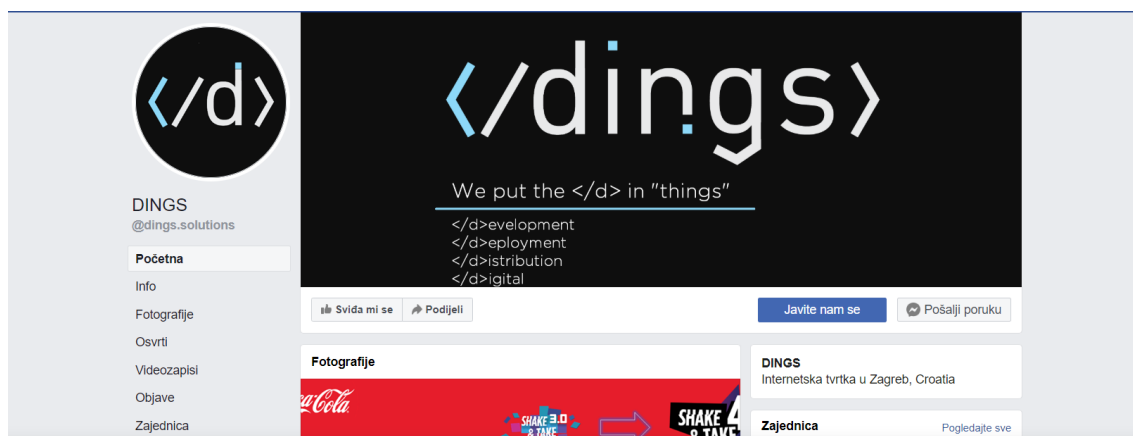 </d>
DINGS
@dings.solutions
Početna
Info
Fotografije
Osvrti
Videozapisi
Objave
Zajednica
</dings>
We put the </d> in "things"
</d>evelopment
</d>eployment
</d>istribution
</d>igital
Sviđa mi se
Podijeli
Javite nam se
Pošalji poruku
Fotografije
SHAKE 3.0
& TAKE
SHAKE 4
& TAKE
DINGS
Internetska tvrtka u Zagreb, Croatia
Zajednica
Pogledajte sve